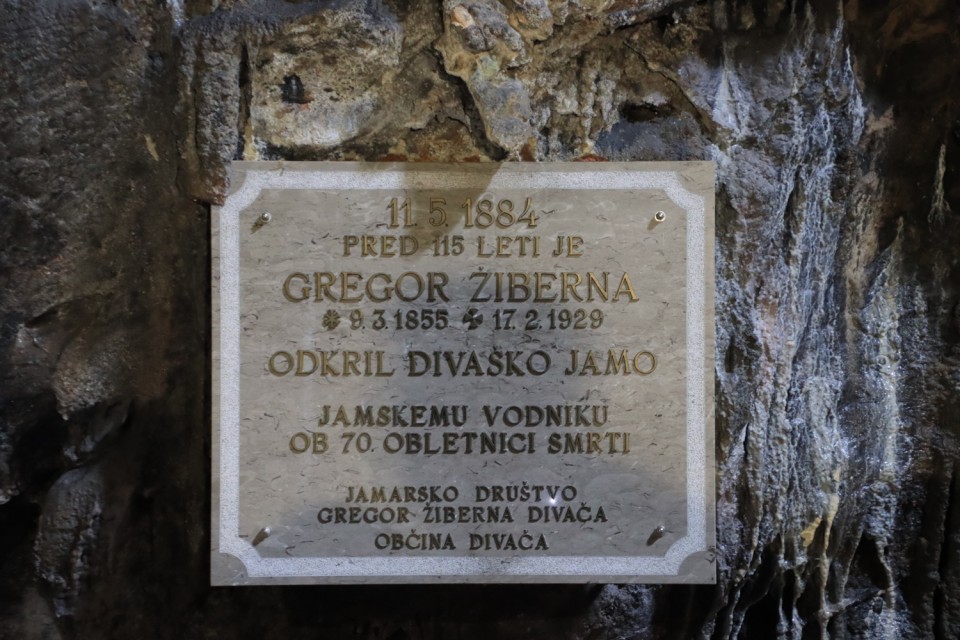 11. 5. 1884
PRED 115 LETI JE
GREGOR ŽIBERNA
❉ 9. 3. 1855 ✤ 17. 2. 1929
ODKRIL DIVAŠKO JAMO
JAMSKEMU VODNIKU
OB 70. OBLETNICI SMRTI
JAMARSKO DRUŠTVO
GREGOR ŽIBERNA DIVAČA
OBČINA DIVAČA